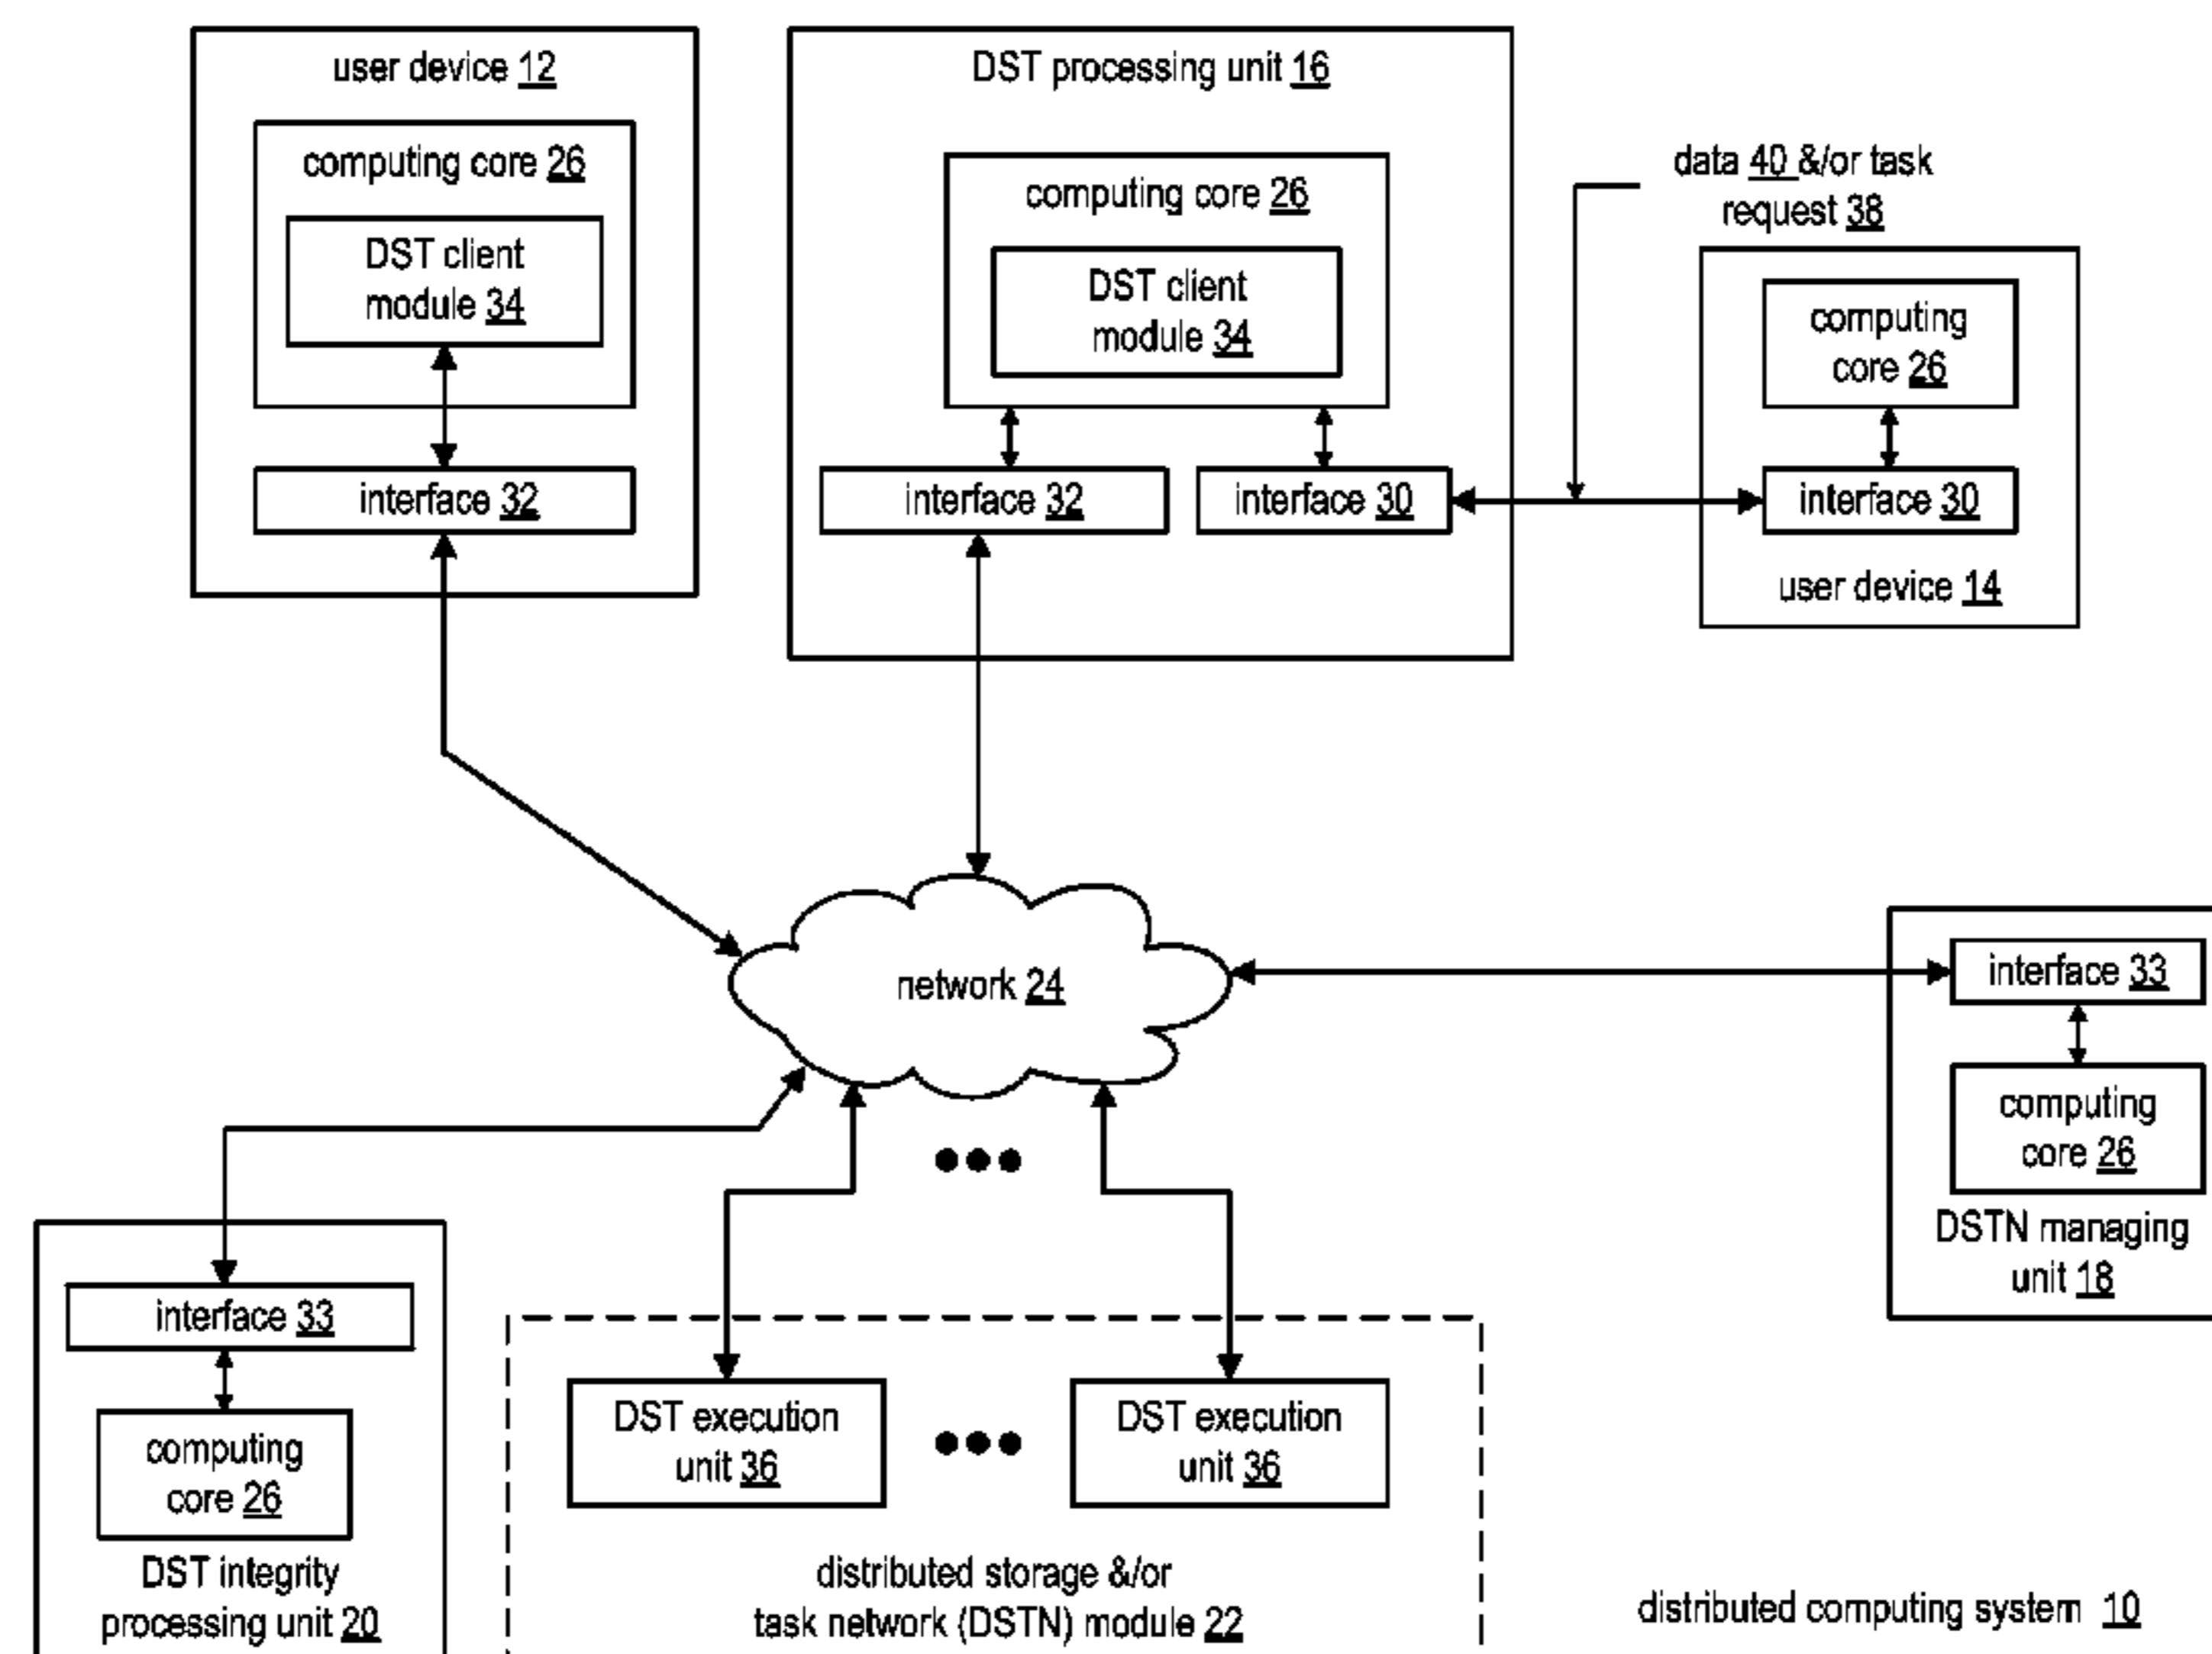 user device 12
computing core 26
DST client
module 34
interface 32
DST processing unit 16
computing core 26
DST client
module 34
interface 32
interface 30
data 40 &/or task
request 38
computing
core 26
interface 30
user device 14
network 24
interface 33
computing
core 26
DSTN managing
unit 18
interface 33
computing
core 26
DST integrity
processing unit 20
DST execution
unit 36
DST execution
unit 36
distributed storage &/or
task network (DSTN) module 22
distributed computing system 10